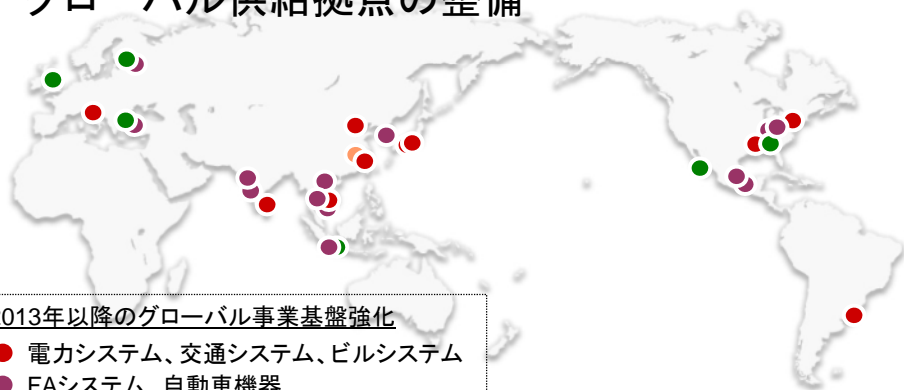 グローバル供給拠点の整備
2013年以降のグローバル事業基盤強化
電力システム、交通システム、ビルシステム
FAシステム、自動車機器